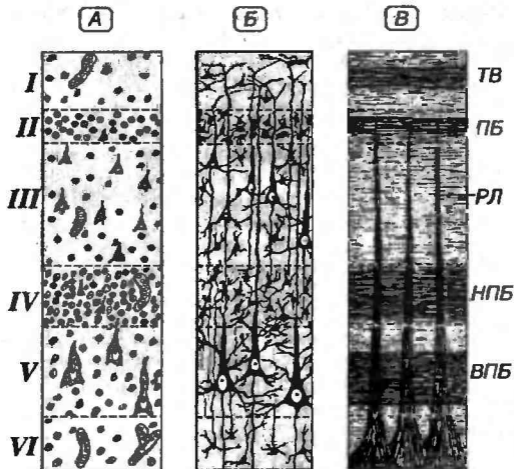 А Б В
I ТВ
II ПБ
III РЛ
IV НПБ
V ВПБ
VI